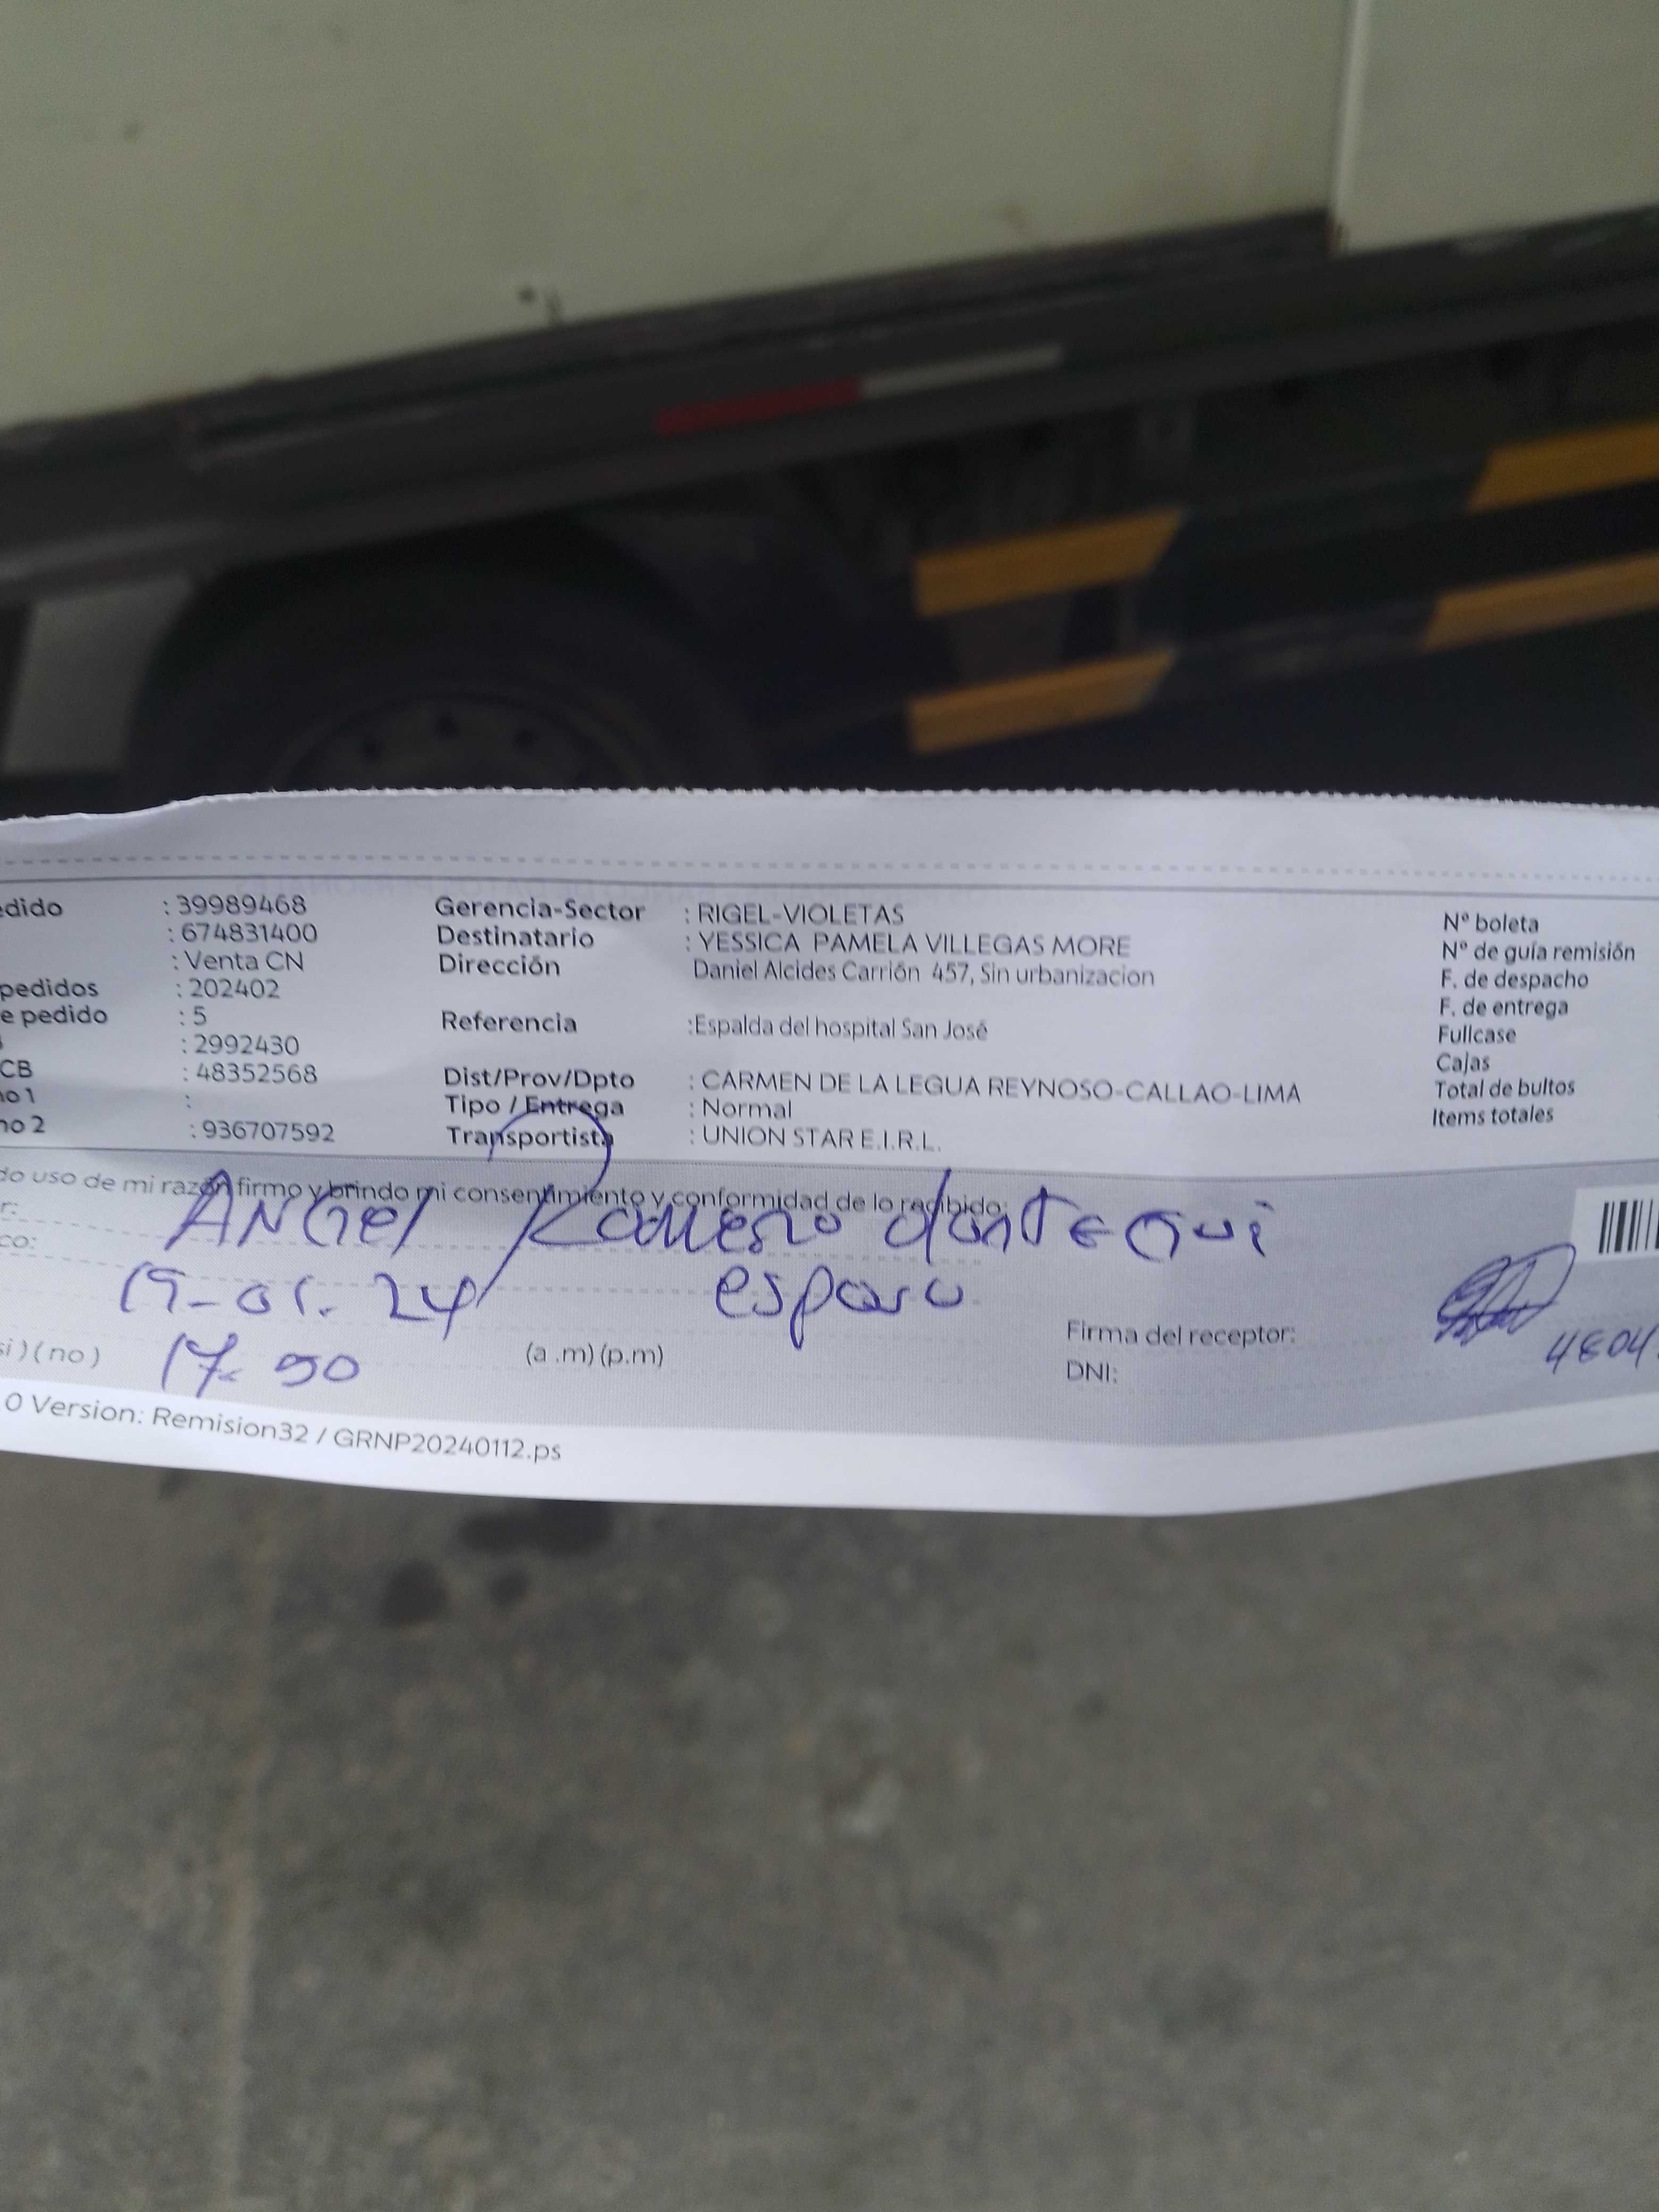 edido : 39989468 Gerencia-Sector : RIGEL-VIOLETAS Nº boleta
: 674831400 Destinatario : YESSICA PAMELA VILLEGAS MORE Nº de guía remisión
: Venta CN Dirección Daniel Alcides Carrión 457, Sin urbanizacion F. de despacho
pedidos : 202402 F. de entrega
e pedido : 5 Referencia :Espalda del hospital San José Fullcase
: 2992430 Cajas
CB : 48352568 Dist/Prov/Dpto : CARMEN DE LA LEGUA REYNOSO-CALLAO-LIMA Total de bultos
no 1 : Tipo / Entrega : Normal Items totales
no 2 : 936707592 Transportista : UNION STAR E.I.R.L.
do uso de mi razón firmo y brindo mi consentimiento y conformidad de lo recibido:
r: ANGel Romero
co: 19-01.24 esposo
si ) ( no ) 17:50 (a .m) (p.m) Firma del receptor:
DNI: 4804
0 Version: Remision32 / GRNP20240112.ps